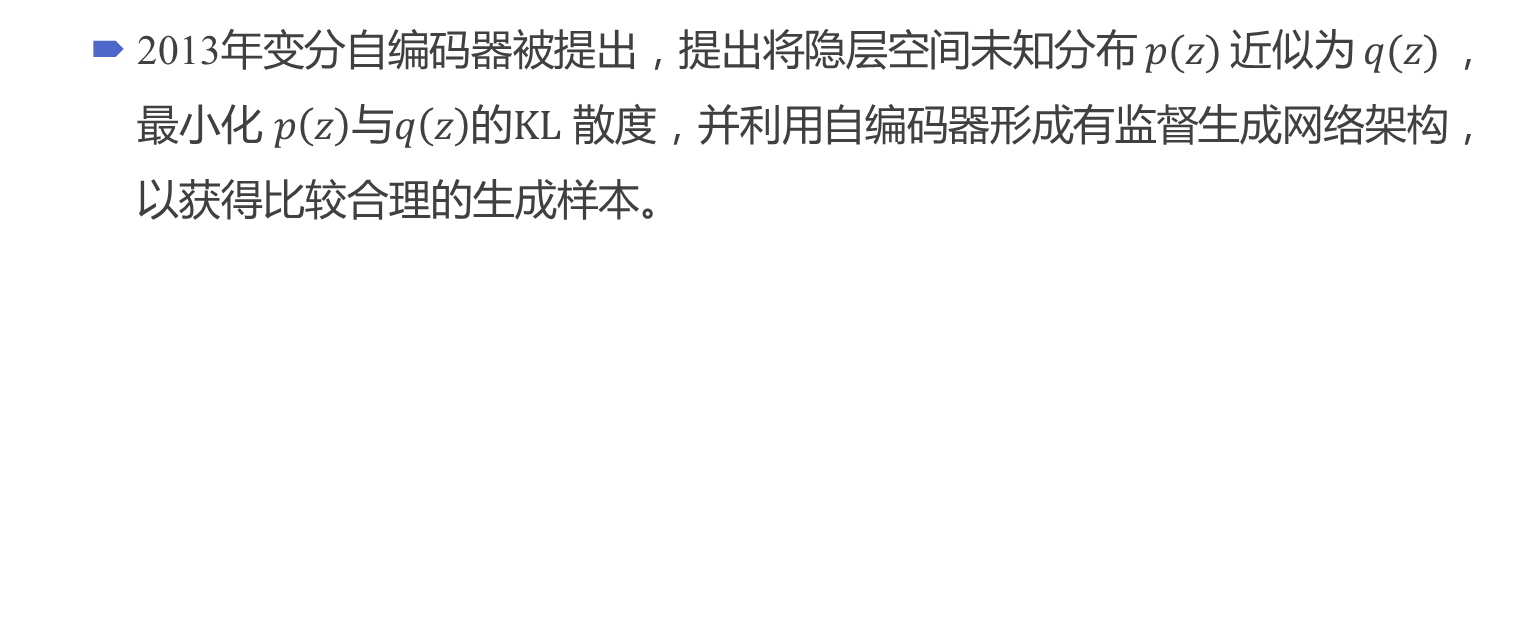 2013年变分自编码器被提出，提出将隐层空间未知分布 p(z) 近似为 q(z) ，
最小化 p(z)与q(z)的KL 散度，并利用自编码器形成有监督生成网络架构，
以获得比较合理的生成样本。